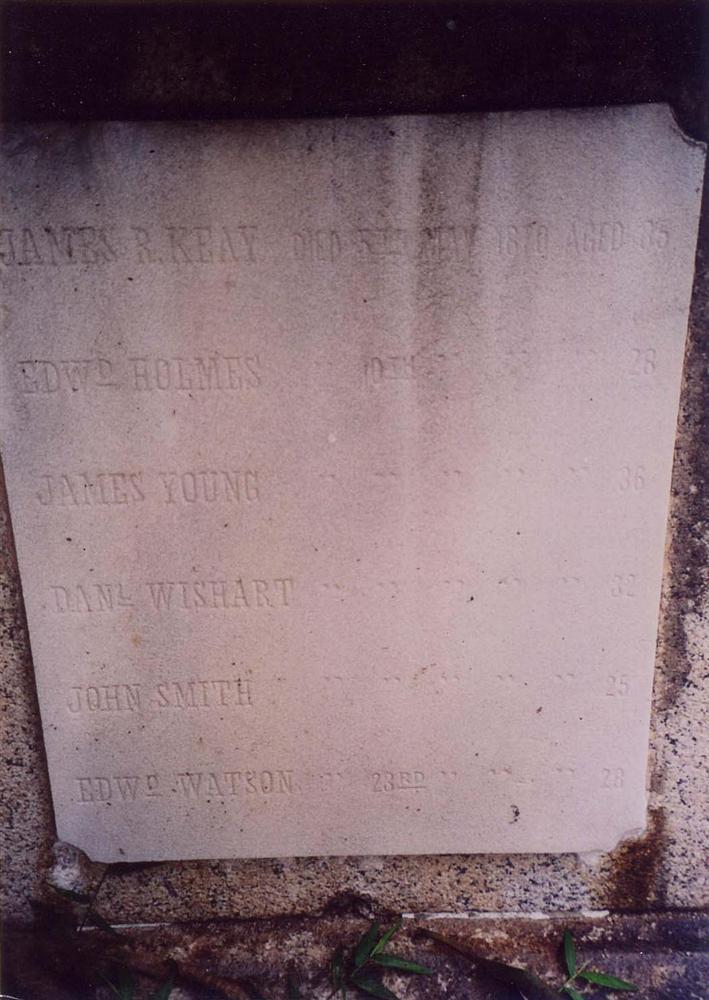 JAMES R. KEAY DIED 5TH MAY 1870 AGED 35
EDWD HOLMES " 10TH " " " 28
JAMES YOUNG " " " " " 36
DANL WISHART " " " " " 32
JOHN SMITH " " " " " 25
EDWD WATSON " 23RD " " " 28